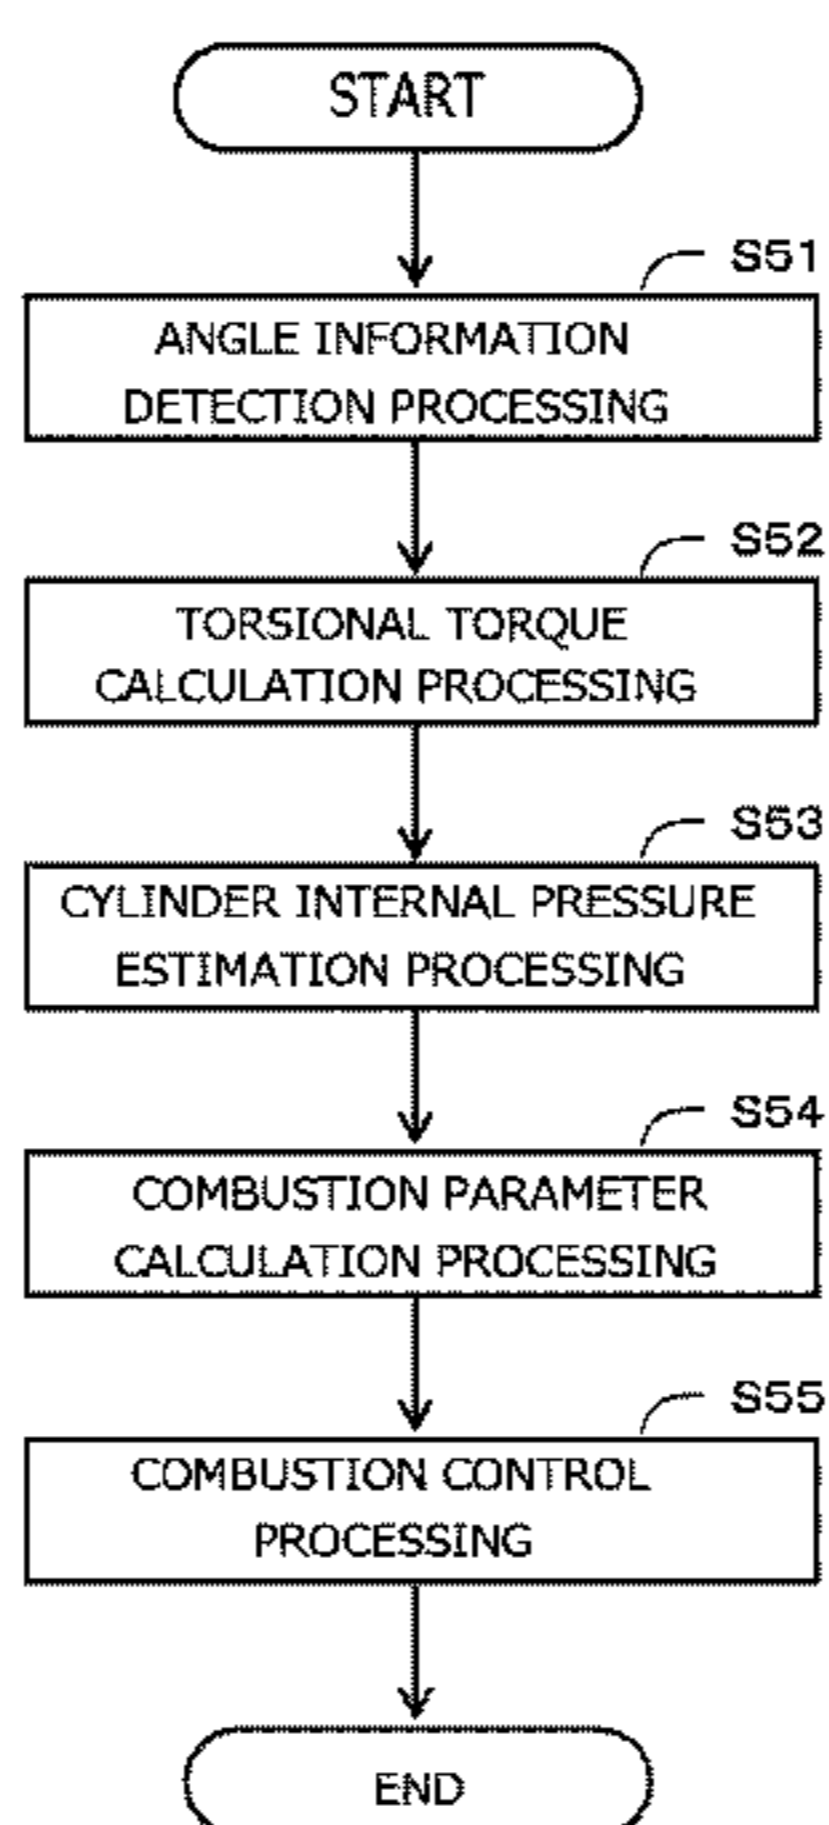 START
S51
ANGLE INFORMATION
DETECTION PROCESSING
S52
TORSIONAL TORQUE
CALCULATION PROCESSING
S53
CYLINDER INTERNAL PRESSURE
ESTIMATION PROCESSING
S54
COMBUSTION PARAMETER
CALCULATION PROCESSING
S55
COMBUSTION CONTROL
PROCESSING
END